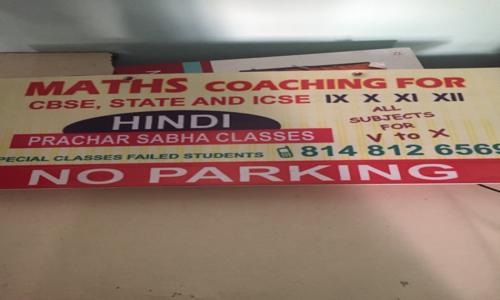 MATHS COACHING FOR
CBSE, STATE AND ICSE IX X XI XII
HINDI
PRACHAR SABHA CLASSES
ALL
SUBJECTS
FOR
V to X
SPECIAL CLASSES FAILED STUDENTS 814 812 6569
NO PARKING